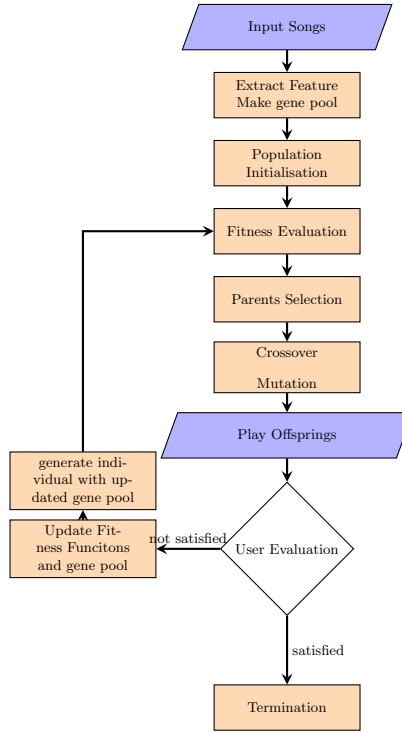 Input Songs
Extract Feature
Make gene pool
Population
Initialisation
Fitness Evaluation
Parents Selection
Crossover
Mutation
Play Offsprings
generate indi-
vidual with up-
dated gene pool
Update Fit-
ness Funcitons
and gene pool
not satisfied
User Evaluation
satisfied
Termination